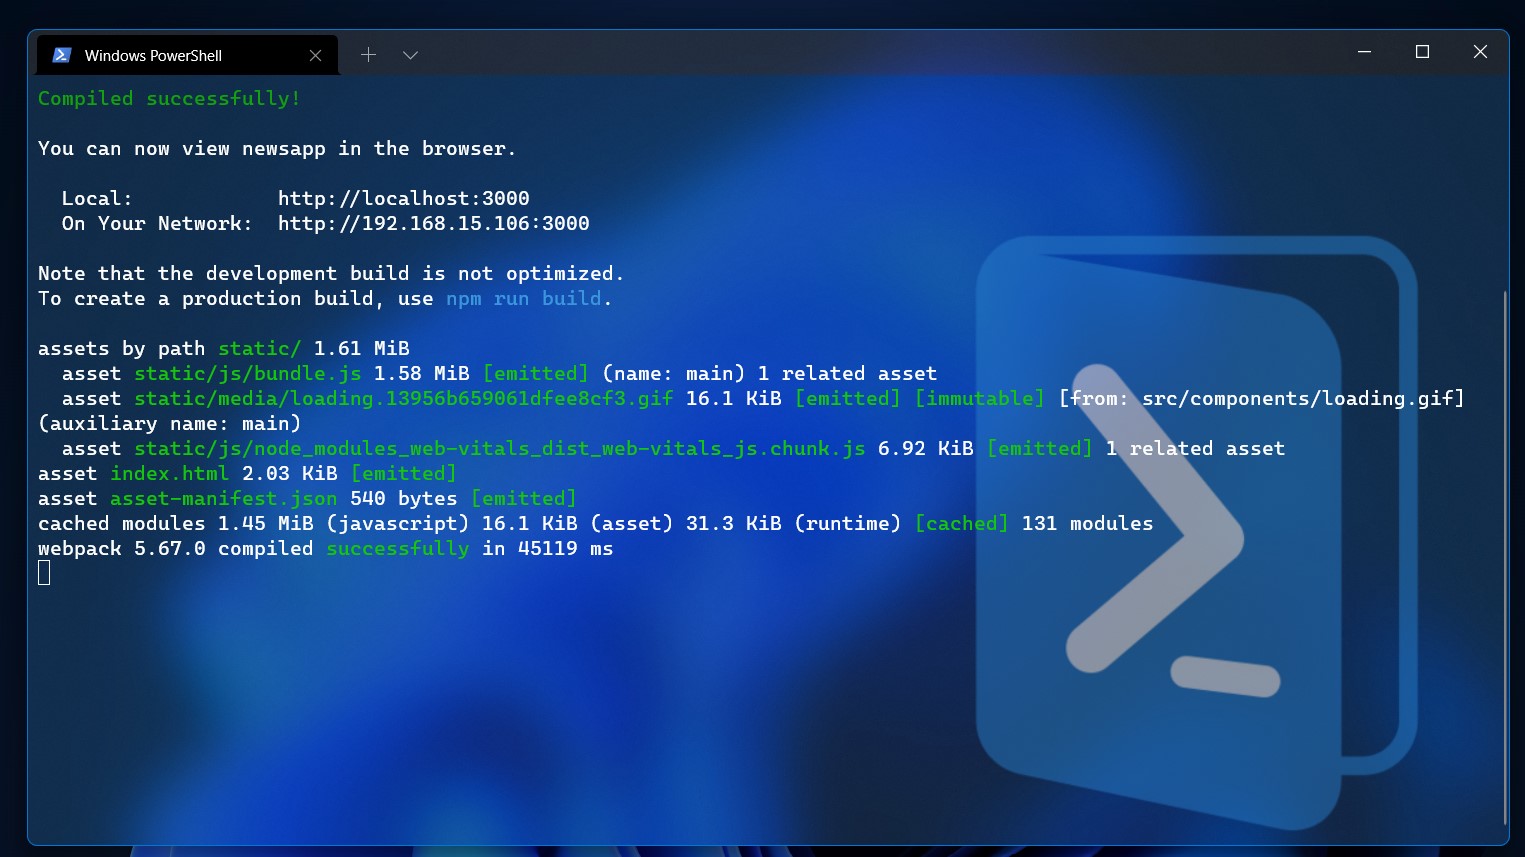 Windows PowerShell
Compiled successfully!
You can now view newsapp in the browser.
Local: http://localhost:3000
On Your Network: http://192.168.15.106:3000
Note that the development build is not optimized.
To create a production build, use npm run build.
assets by path static/ 1.61 MiB
asset static/js/bundle.js 1.58 MiB [emitted] (name: main) 1 related asset
asset static/media/loading.13956b659061dfee8cf3.gif 16.1 KiB [emitted] [immutable] [from: src/components/loading.gif]
(auxiliary name: main)
asset static/js/node_modules_web-vitals_dist_web-vitals_js.chunk.js 6.92 KiB [emitted] 1 related asset
asset index.html 2.03 KiB [emitted]
asset asset-manifest.json 540 bytes [emitted]
cached modules 1.45 MiB (javascript) 16.1 KiB (asset) 31.3 KiB (runtime) [cached] 131 modules
webpack 5.67.0 compiled successfully in 45119 ms